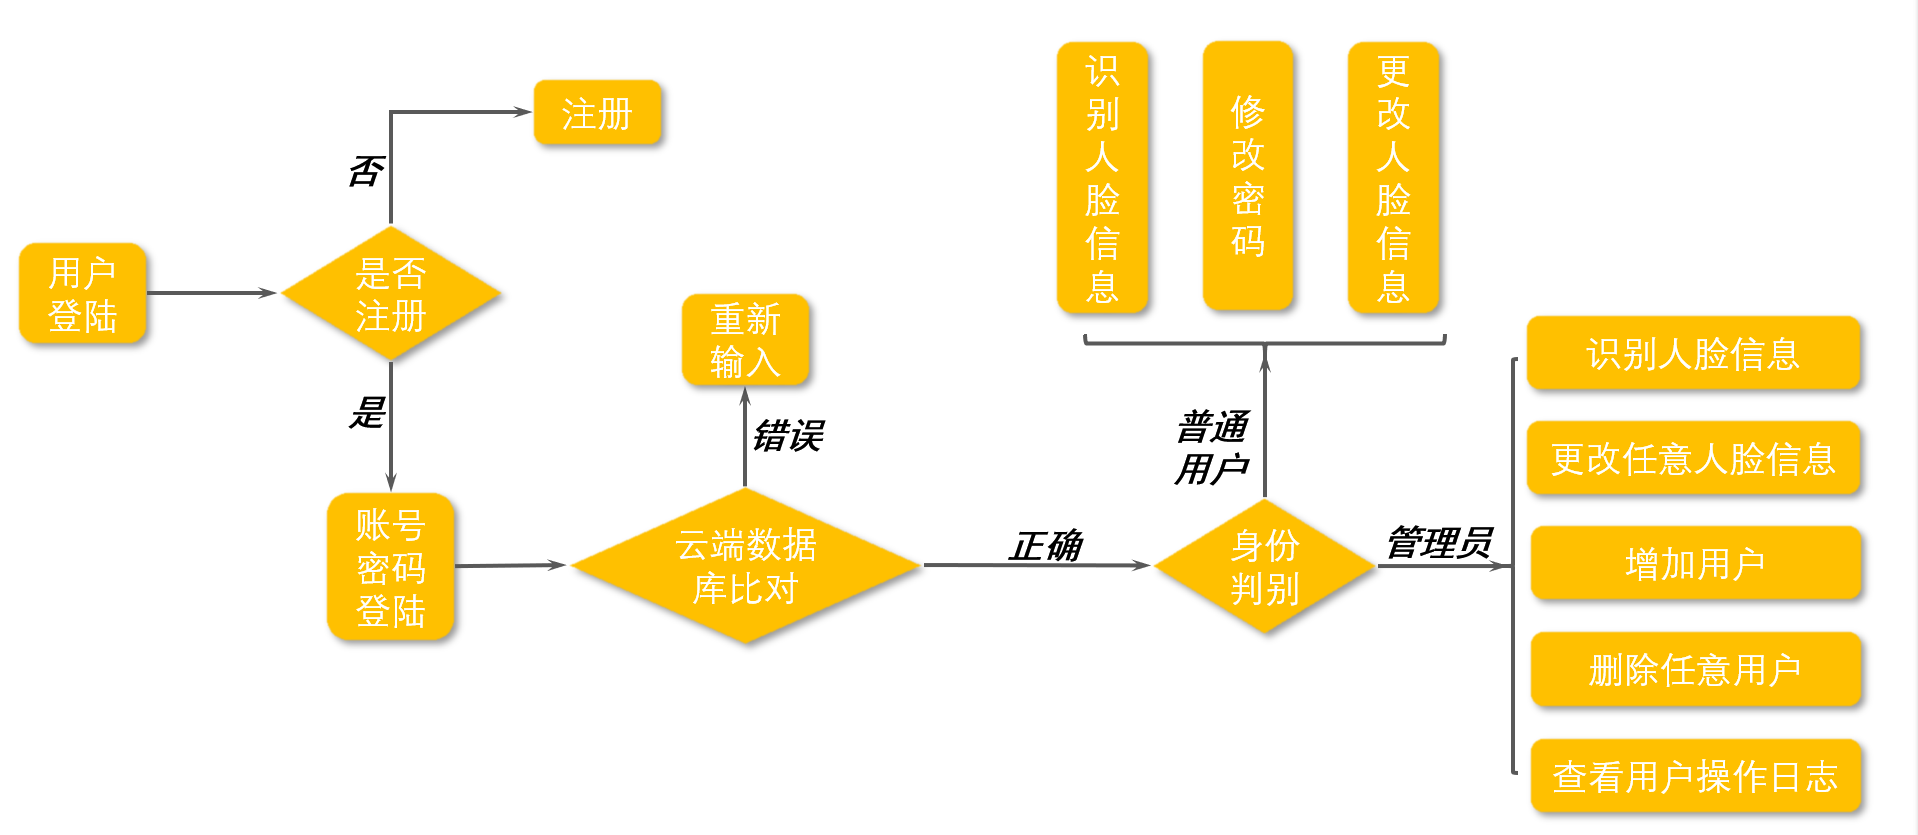 用户
登陆
是否
注册
否
注册
是
账号
密码
登陆
云端数据
库比对
错误
重新
输入
正确
身份
判别
普通
用户
识
别
人
脸
信
息
修
改
密
码
更
改
人
脸
信
息
管理员
识别人脸信息
更改任意人脸信息
增加用户
删除任意用户
查看用户操作日志